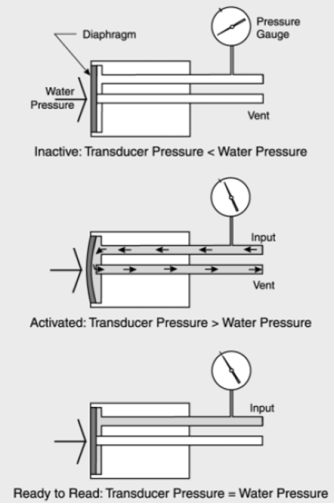 Diaphragm
Pressure
Gauge
Water
Pressure
Vent
Inactive: Transducer Pressure < Water Pressure
Input
Vent
Activated: Transducer Pressure > Water Pressure
Input
Ready to Read: Transducer Pressure = Water Pressure